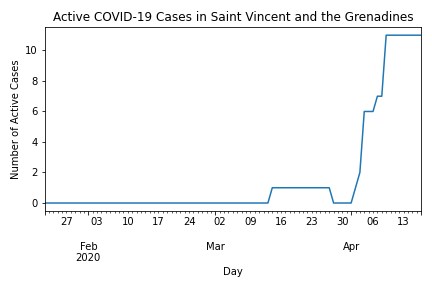 Active COVID-19 Cases in Saint Vincent and the Grenadines
Number of Active Cases
10
8
6
4
2
0
27 03 10 17 24 02 09 16 23 30 06 13
Feb Mar Apr
2020
Day